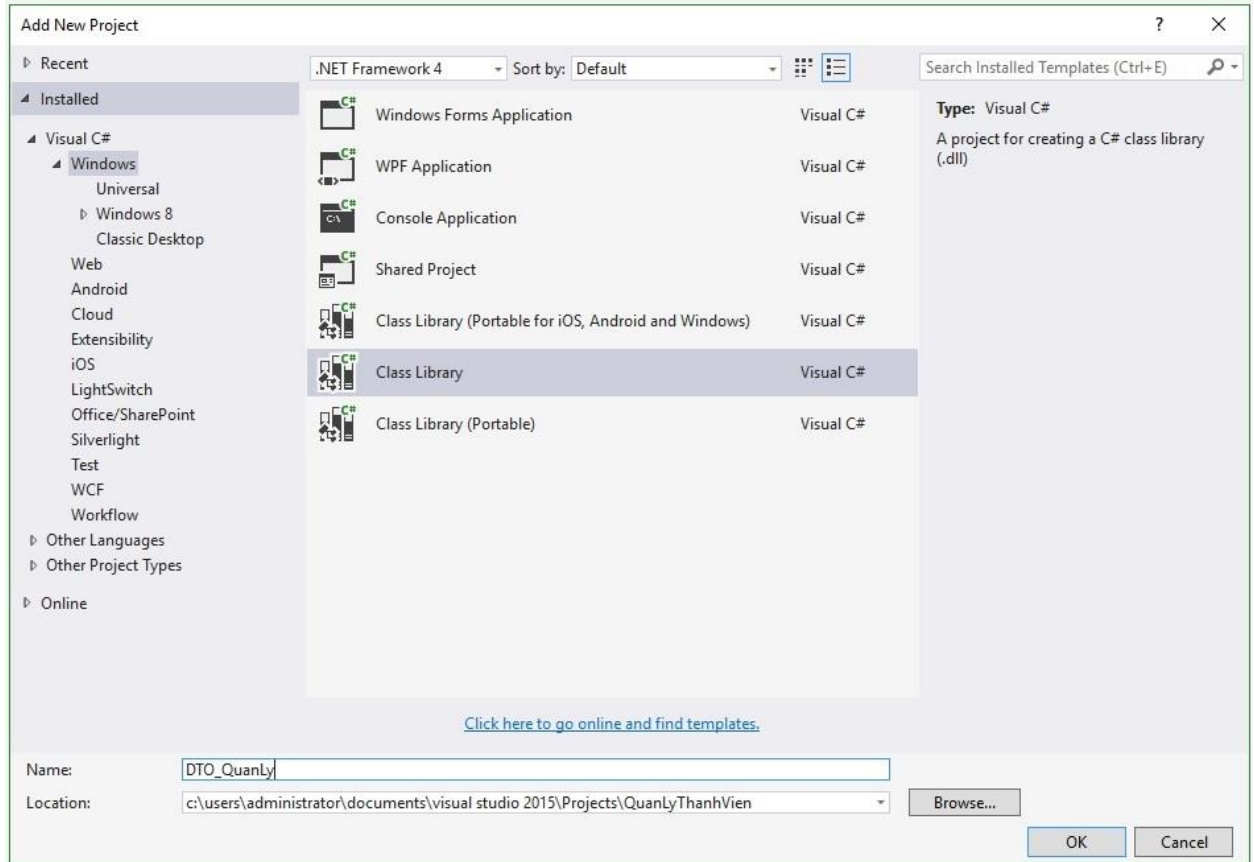 Add New Project
?
Recent
Installed
Visual C#
Windows
Universal
Windows 8
Classic Desktop
Web
Android
Cloud
Extensibility
iOS
LightSwitch
Office/SharePoint
Silverlight
Test
WCF
Workflow
Other Languages
Other Project Types
Online
.NET Framework 4 Sort by: Default
C# Windows Forms Application Visual C#
C# WPF Application Visual C#
C# Console Application Visual C#
C# Shared Project Visual C#
C# Class Library (Portable for iOS, Android and Windows) Visual C#
C# Class Library Visual C#
C# Class Library (Portable) Visual C#
Click here to go online and find templates.
Search Installed Templates (Ctrl+E)
Type: Visual C#
A project for creating a C# class library
(.dll)
Name: DTO_QuanLy
Location: c:\users\administrator\documents\visual studio 2015\Projects\QuanLyThanhVien Browse...
OK Cancel